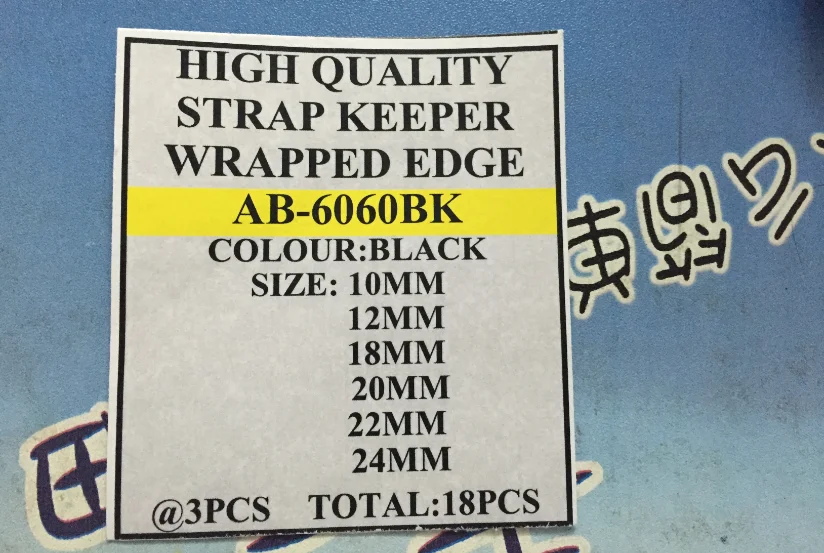 HIGH QUALITY
STRAP KEEPER
WRAPPED EDGE
AB-6060BK
COLOUR:BLACK
SIZE: 10MM
12MM
18MM
20MM
22MM
24MM
@3PCS TOTAL:18PCS